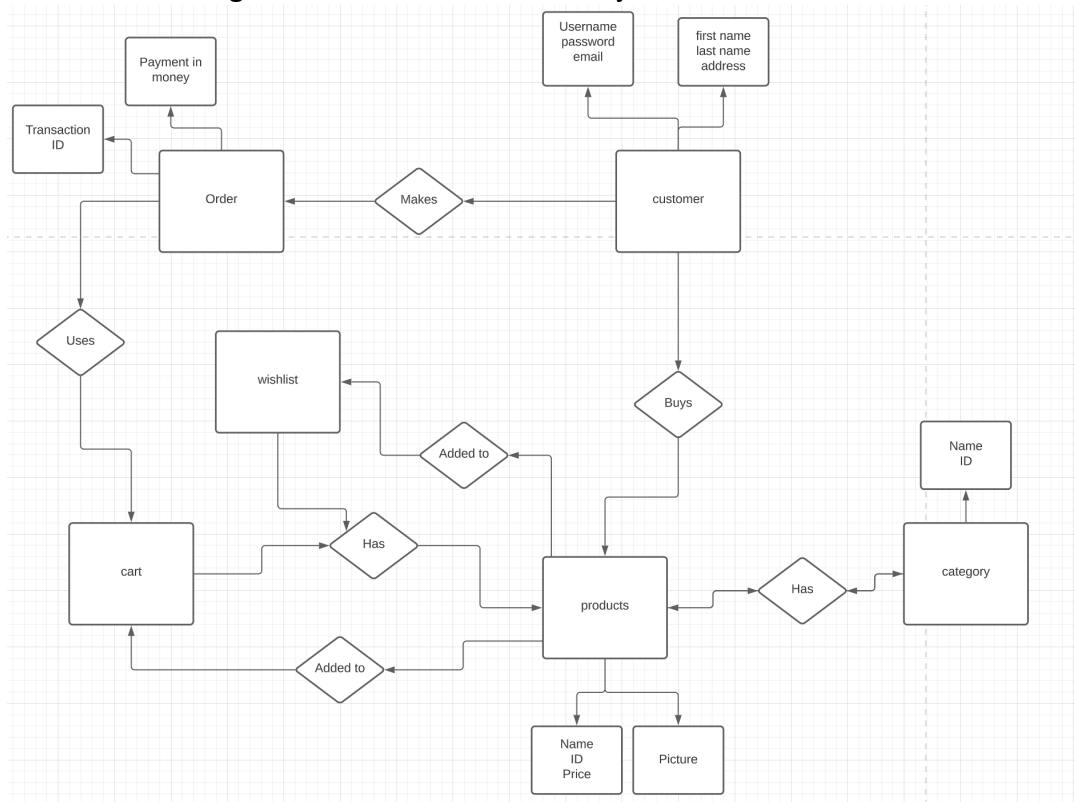 Username
password
email
first name
last name
address
Payment in
money
Transaction
ID
Order
Makes
customer
Uses
wishlist
Buys
Added to
Name
ID
Has
cart
category
Has
products
Added to
Name
ID
Price
Picture